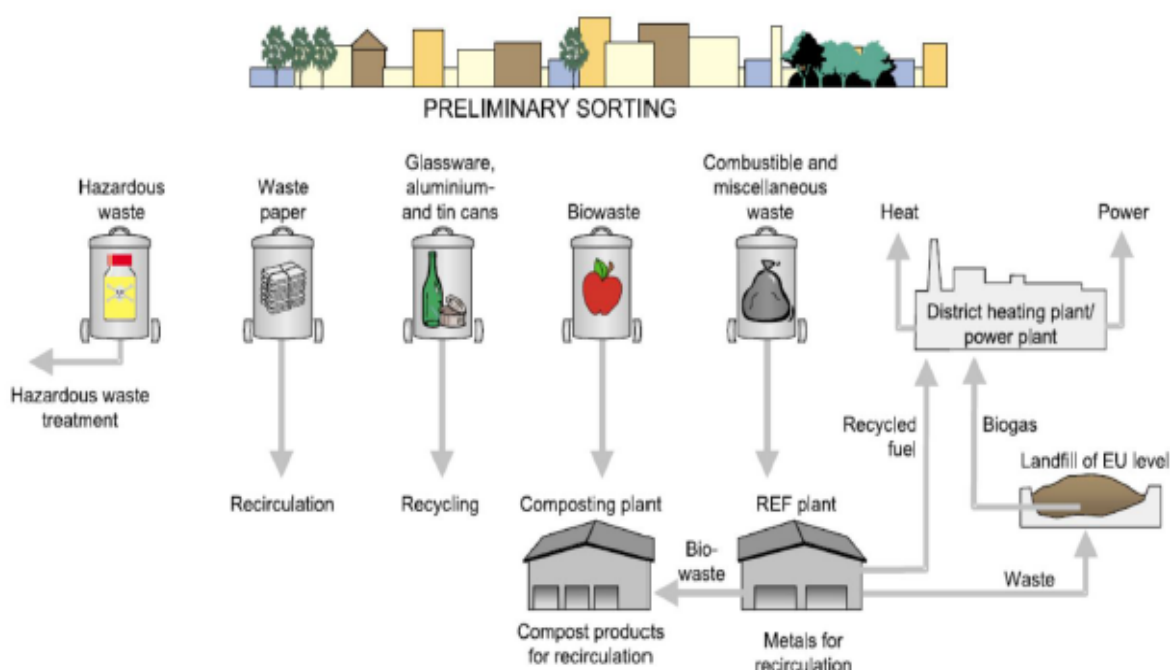 PRELIMINARY SORTING
Hazardous
waste
Waste
paper
Glassware,
aluminium-
and tin cans
Biowaste
Combustible and
miscellaneous
waste
Heat
Power
District heating plant/
power plant
Hazardous waste
treatment
Recycled
fuel
Biogas
Landfill of EU level
Recirculation
Recycling
Composting plant
REF plant
Bio-
waste
Waste
Compost products
for recirculation
Metals for
recirculation